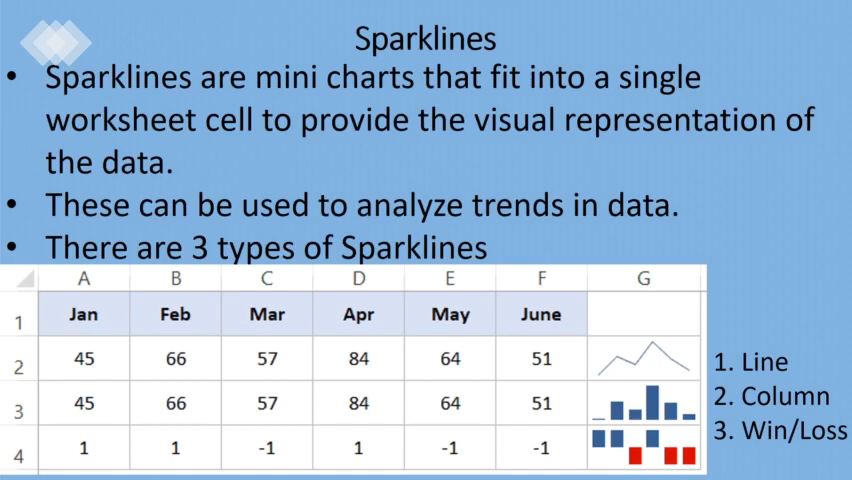 Sparklines
• Sparklines are mini charts that fit into a single
worksheet cell to provide the visual representation of
the data.
• These can be used to analyze trends in data.
• There are 3 types of Sparklines
A B C D E F G
1 Jan Feb Mar Apr May June
2 45 66 57 84 64 51
3 45 66 57 84 64 51
4 1 1 -1 1 -1 -1
1. Line
2. Column
3. Win/Loss